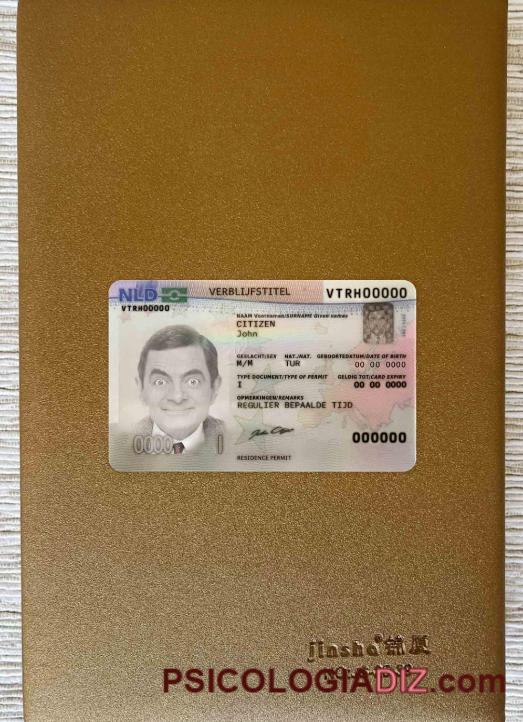 NLD VERBLIJFSTITEL VTRH00000
VTRH00000
NAAM Voornamen/SURNAME Given names
CITIZEN
John
GESLACHT/SEX NAT./NAT. GEBOORTEDATUM/DATE OF BIRTH
M/M TUR 00 00 0000
TYPE DOCUMENT/TYPE OF PERMIT GELDIG TOT/CARD EXPIRY
I 00 00 0000
OPMERKINGEN/REMARKS
REGULIER BEPAALDE TIJD
0000 000000
RESIDENCE PERMIT
jinsha®
PSICOLOGIADIZ.com